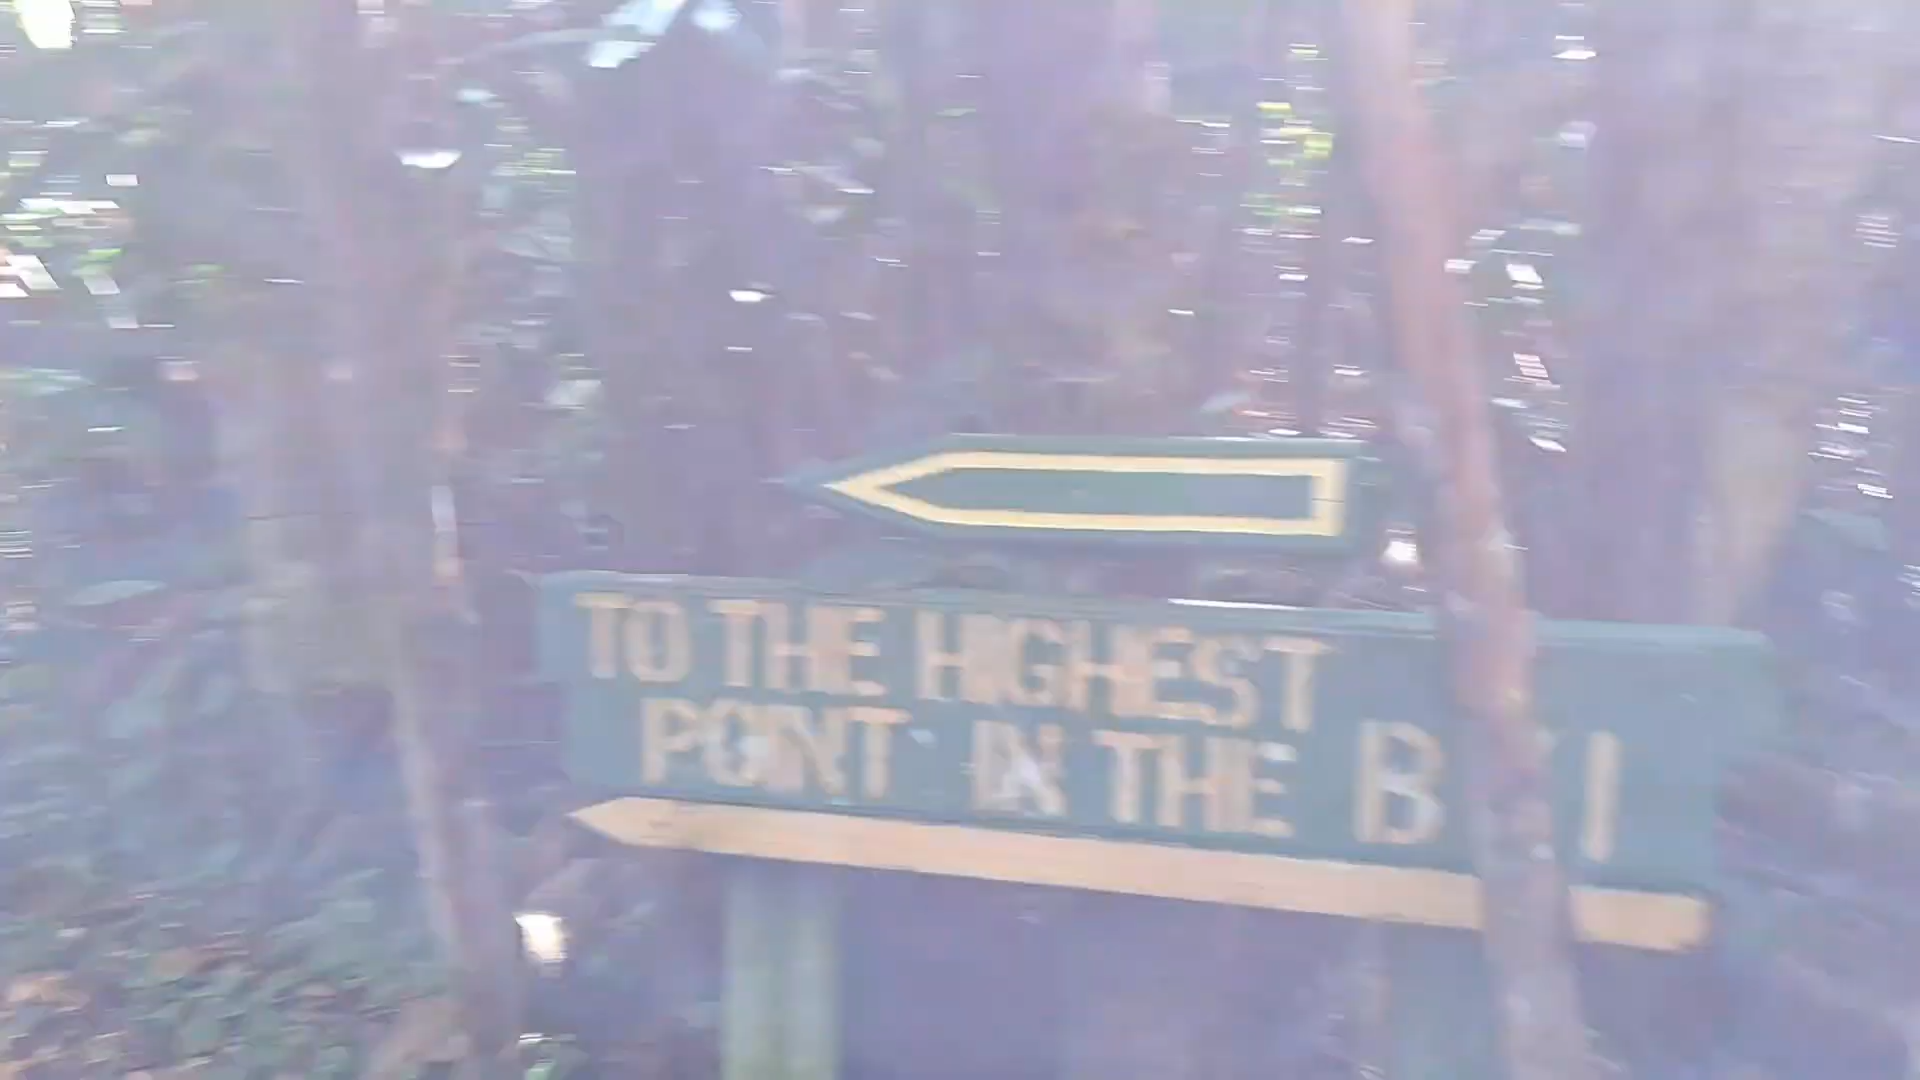 TO THE HIGHEST
POINT IN THE